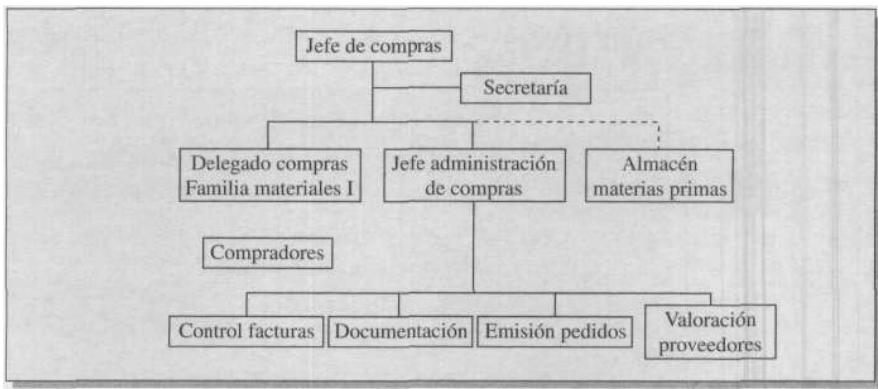 Jefe de compras
Secretaría
Delegado compras
Familia materiales I
Jefe administración
de compras
Almacén
materias primas
Compradores
Control facturas
Documentación
Emisión pedidos
Valoración
proveedores